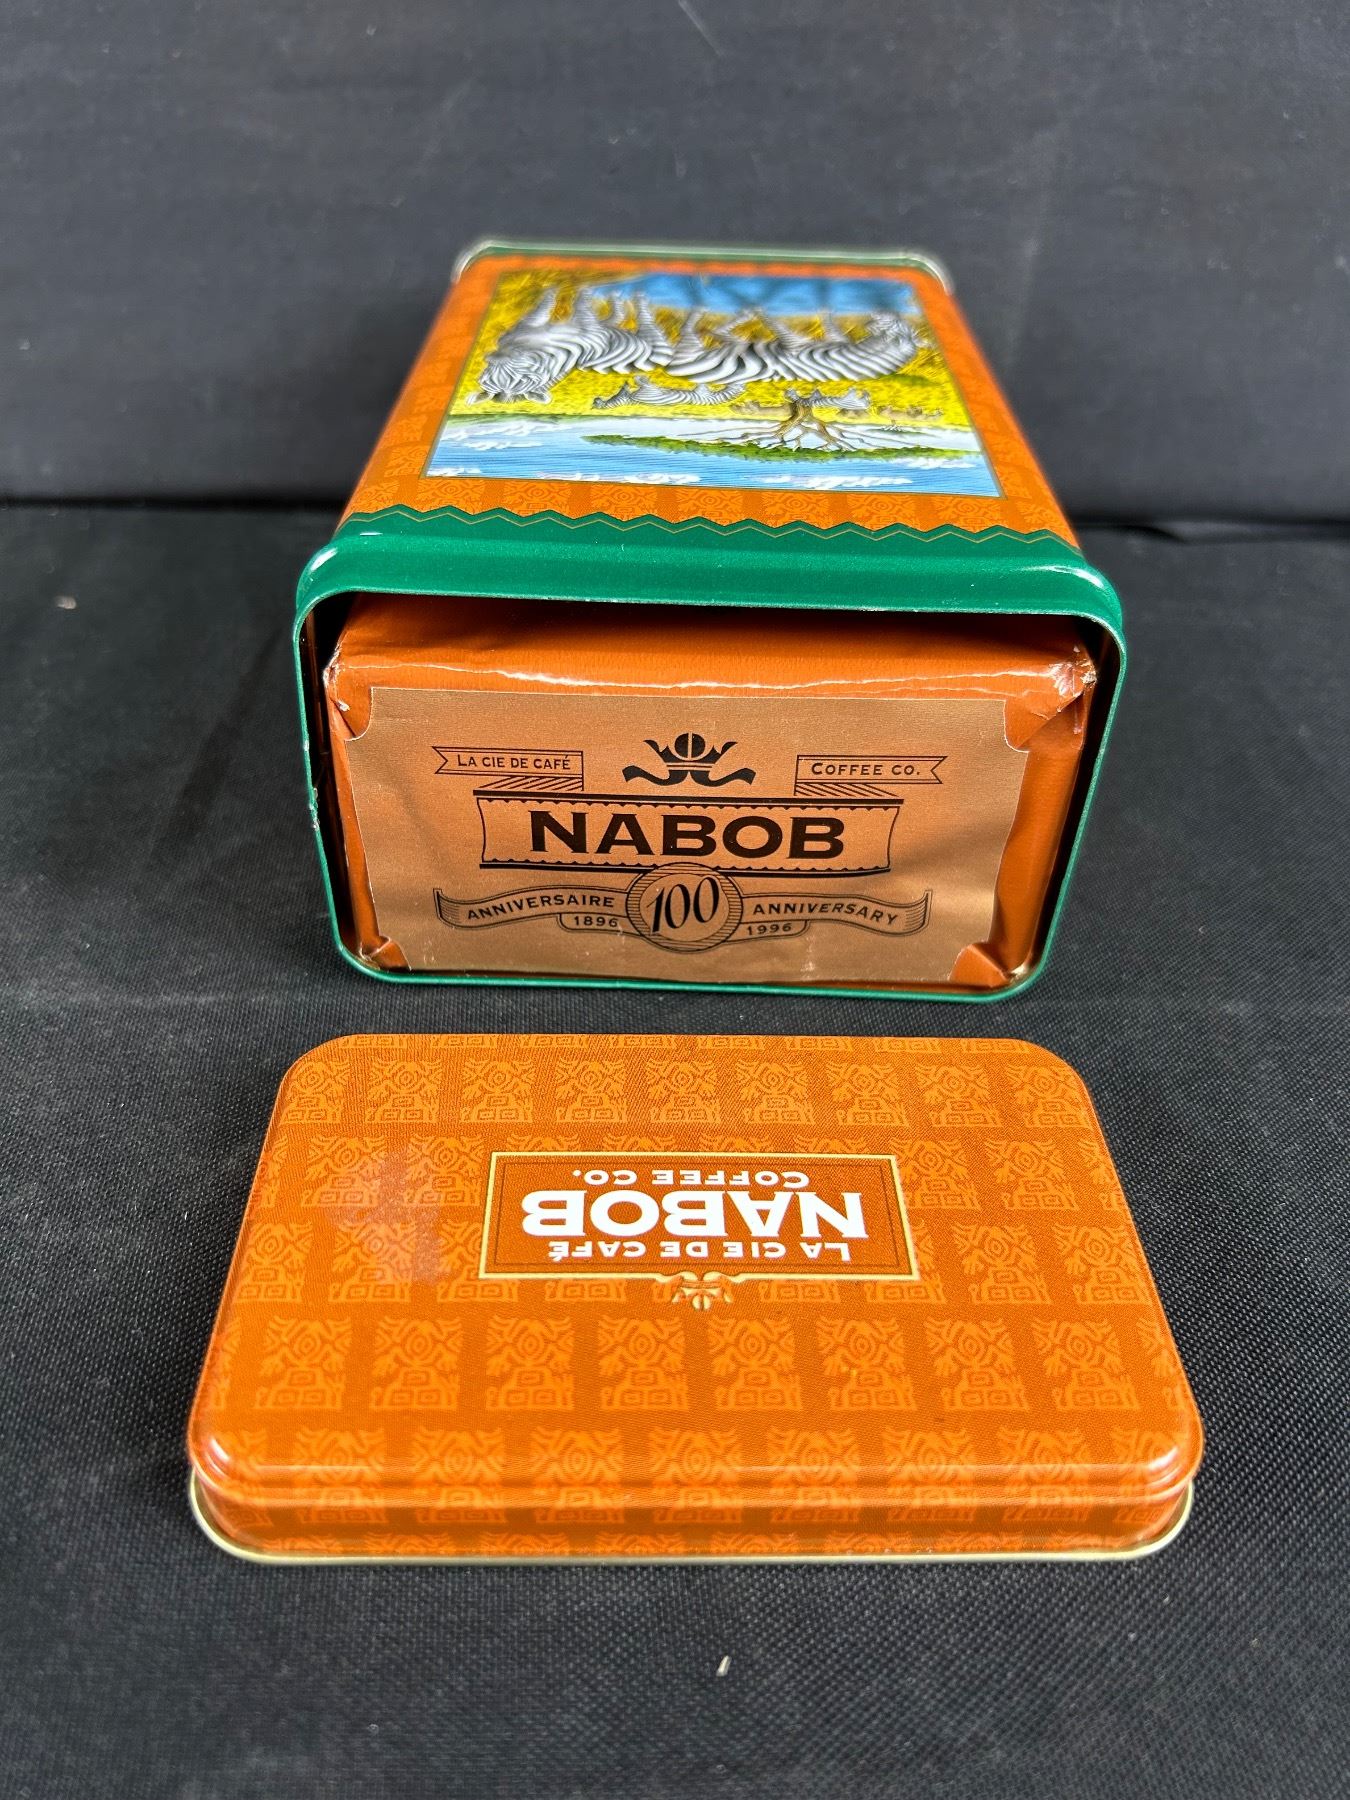 LA CIE DE CAFÉ
COFFEE CO.
NABOB
ANNIVERSAIRE 100 ANNIVERSARY
1896 1996
LA CIE DE CAFÉ
NABOB
COFFEE CO.